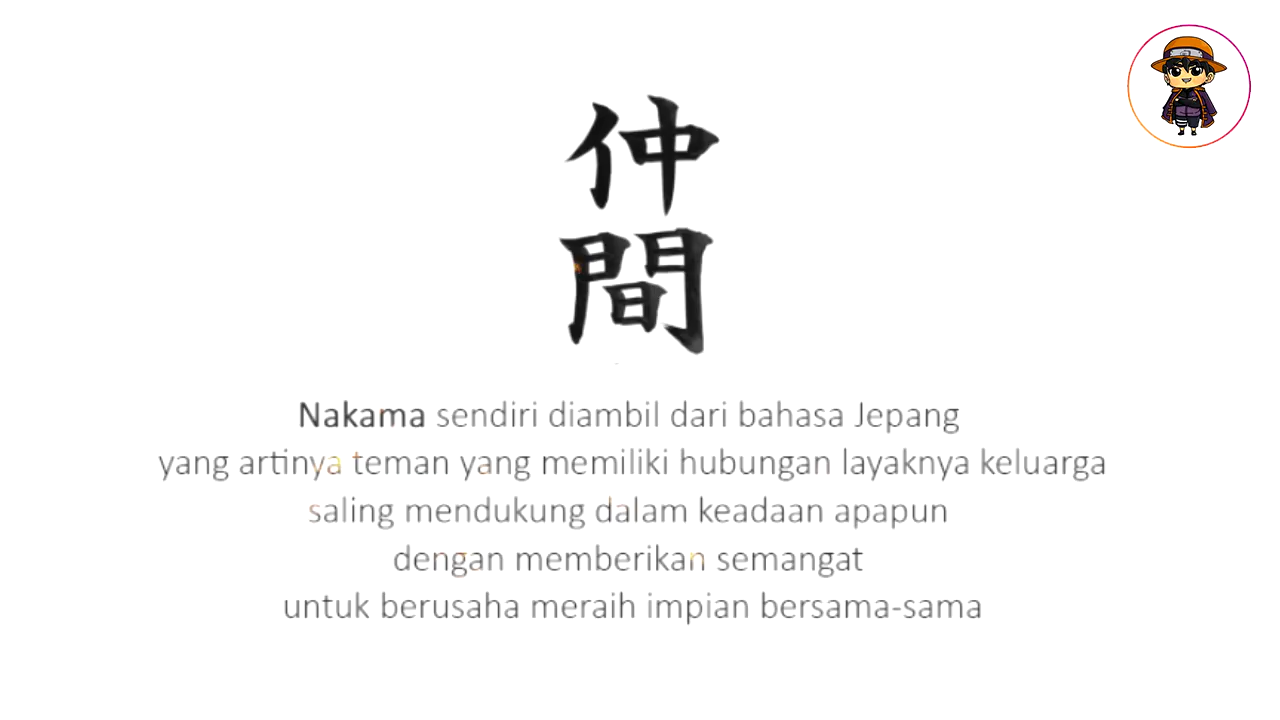 仲
間
Nakama sendiri diambil dari bahasa Jepang
yang artinya teman yang memiliki hubungan layaknya keluarga
saling mendukung dalam keadaan apapun
dengan memberikan semangat
untuk berusaha meraih impian bersama-sama